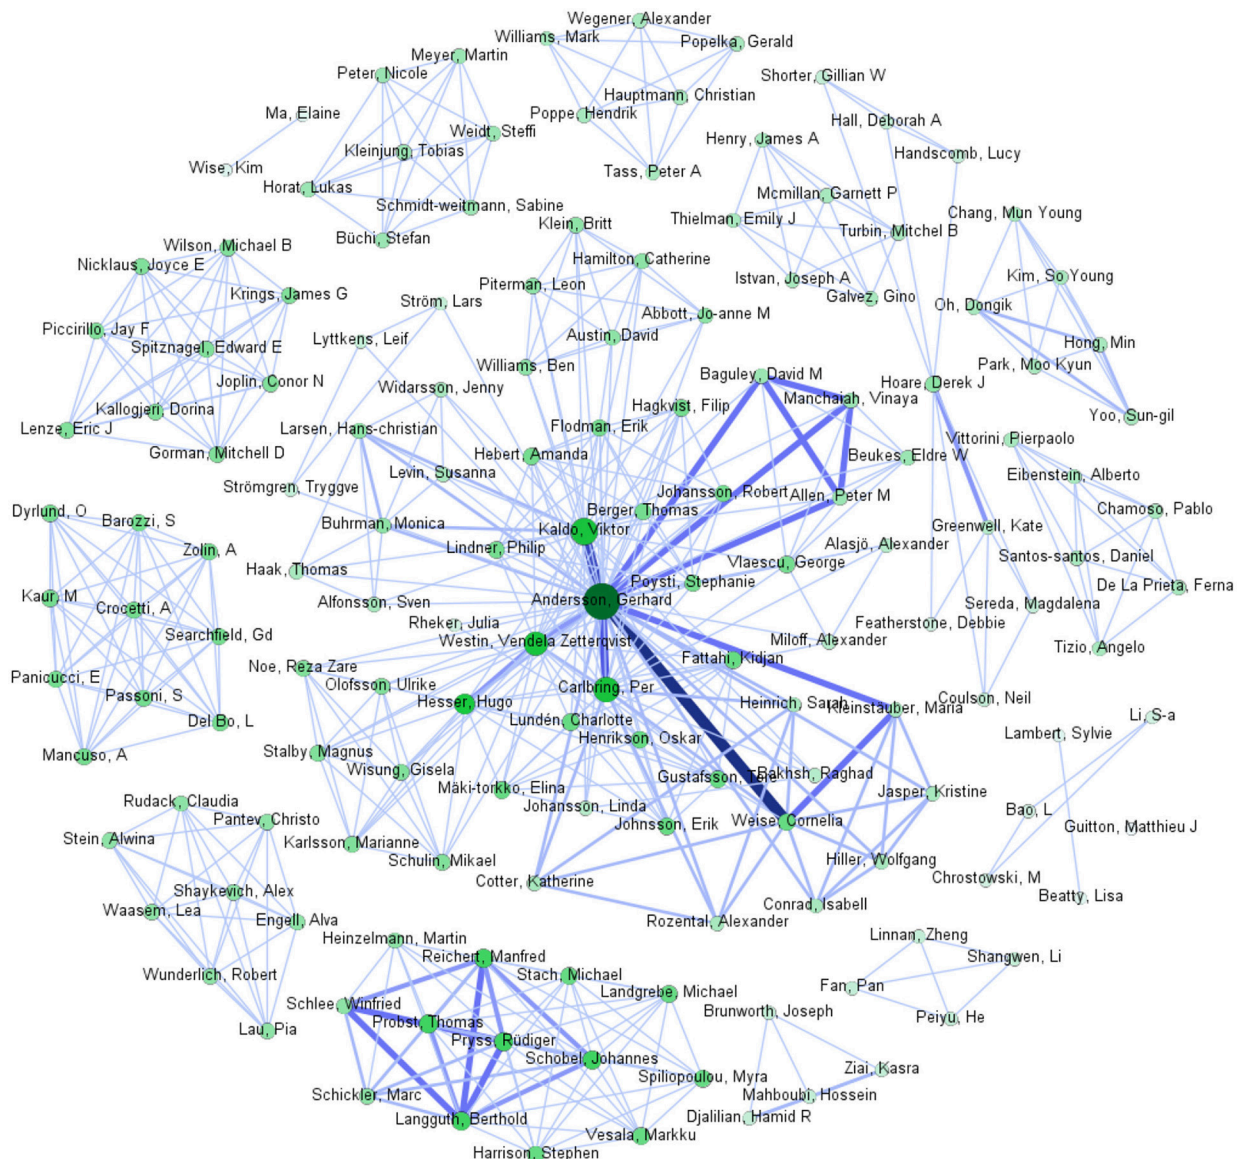 Wegener, Alexander
Williams, Mark
Popelka, Gerald
Meyer, Martin
Peter, Nicole
Shorter, Gillian W
Hauptmann, Christian
Ma, Elaine
Poppe, Hendrik
Hall, Deborah A
Weidt, Steffi
Henry, James A
Kleinjung, Tobias
Handscomb, Lucy
Wise, Kim
Tass, Peter A
Horat, Lukas
Mcmillan, Garnett P
Schmidt-weitmann, Sabine
Chang, Mun Young
Thielman, Emily J
Klein, Britt
Turbin, Mitchel B
Büchi, Stefan
Wilson, Michael B
Hamilton, Catherine
Nicklaus, Joyce E
Kim, So Young
Istvan, Joseph A
Piterman, Leon
Krings, James G
Galvez, Gino
Ström, Lars
Oh, Dongik
Abbott, Jo-anne M
Piccirillo, Jay F
Austin, David
Lyttkens, Leif
Hong, Min
Spitznagel, Edward E
Park, Moo Kyun
Williams, Ben
Baguley, David M
Joplin, Conor N
Hoare, Derek J
Widarsson, Jenny
Manchaiah, Vinaya
Kallogjeri, Dorina
Hagkvist, Filip
Yoo, Sun-gil
Lenze, Eric J
Larsen, Hans-christian
Flodman, Erik
Vittorini, Pierpaolo
Gorman, Mitchell D
Hebert, Amanda
Beukes, Eldre W
Levin, Susanna
Eibenstein, Alberto
Strömgren, Tryggve
Johansson, Robert
Allen, Peter M
Dyrlund, O
Berger, Thomas
Chamoso, Pablo
Barozzi, S
Buhrman, Monica
Kaldo, Viktor
Greenwell, Kate
Zolin, A
Lindner, Philip
Alasjö, Alexander
Haak, Thomas
Vlaescu, George
Santos-santos, Daniel
Poysti, Stephanie
De La Prieta, Ferna
Kaur, M
Crocetti, A
Alfonsson, Sven
Andersson, Gerhard
Sereda, Magdalena
Rheker, Julia
Featherstone, Debbie
Searchfield, Gd
Westin, Vendela Zetterqvist
Miloff, Alexander
Tizio, Angelo
Noe, Reza Zare
Fattahi, Kidjan
Panicucci, E
Olofsson, Ulrike
Carlbring, Per
Passoni, S
Hesser, Hugo
Coulson, Neil
Heinrich, Sarah
Kleinstäuber, Maria
Del Bo, L
Lundén, Charlotte
Li, S-a
Henrikson, Oskar
Lambert, Sylvie
Stalby, Magnus
Mancuso, A
Wisung, Gisela
Gustafsson, Tore
Bakhsh, Raghad
Mäki-torkko, Elina
Jasper, Kristine
Rudack, Claudia
Johansson, Linda
Bao, L
Pantev, Christo
Johnsson, Erik
Weise, Cornelia
Guitton, Matthieu J
Stein, Alwina
Karlsson, Marianne
Schulin, Mikael
Hiller, Wolfgang
Cotter, Katherine
Chrostowski, M
Shaykevich, Alex
Beatty, Lisa
Conrad, Isabell
Waasem, Lea
Engell, Alva
Rozental, Alexander
Heinzelmann, Martin
Linnan, Zheng
Reichert, Manfred
Shangwen, Li
Wunderlich, Robert
Stach, Michael
Fan, Pan
Landgrebe, Michael
Schlee, Winfried
Brunworth, Joseph
Peiyu, He
Probst, Thomas
Lau, Pia
Pryss, Rüdiger
Schobel, Johannes
Ziai, Kasra
Spiliopoulou, Myra
Schickler, Marc
Mahboubi, Hossein
Langguth, Berthold
Djalilian, Hamid R
Vesala, Markku
Harrison, Stephen